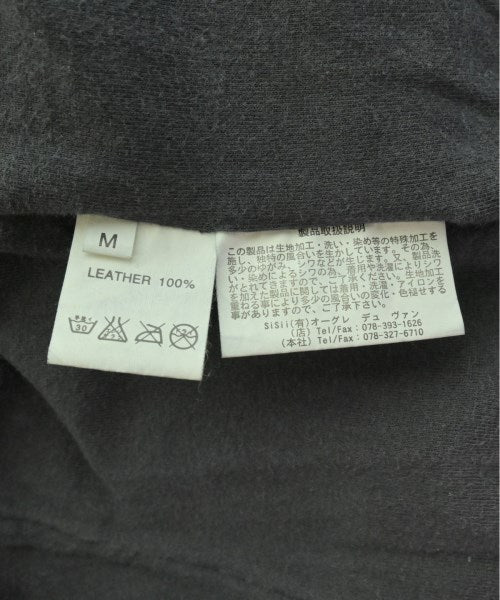 M
LEATHER 100%
30
製品取扱説明
この製品は生地加工・洗い・染め等の特殊加工を
施し、独特の風合いを生かしています。その為、
多少のゆがみ、シワなどが生じます。又、製品洗
い・染めによるシワの為、着用や洗濯によりシワ
がとれてきますので、ご了承ください。生地加工
を加えた製品に関しては着用・洗濯・アイロンを
重ねる事により多少の風合いの変化・色褪せする
事がありますので、ご了承下さい。
SiSii(有)オーグレ デュ ヴァン
(店) Tel/Fax : 078-393-1626
(本社) Tel/Fax : 078-327-6710